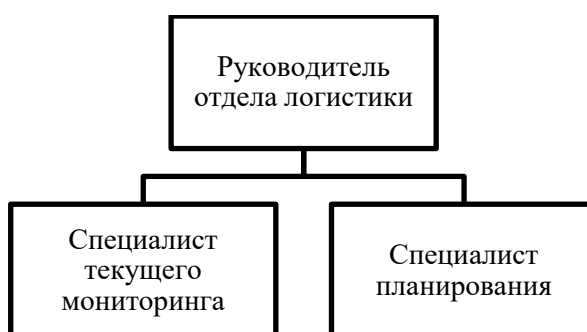 Руководитель
отдела логистики
Специалист
текущего
мониторинга
Специалист
планирования